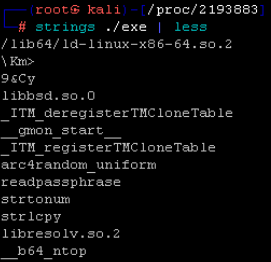 ┌──(root㉿kali)-[/proc/2193883]
└─# strings ./exe | less
/lib64/ld-linux-x86-64.so.2
\Km>
9&Cy
libbsd.so.0
_ITM_deregisterTMCloneTable
__gmon_start__
_ITM_registerTMCloneTable
arc4random_uniform
readpassphrase
strtonum
strlcpy
libresolv.so.2
__b64_ntop